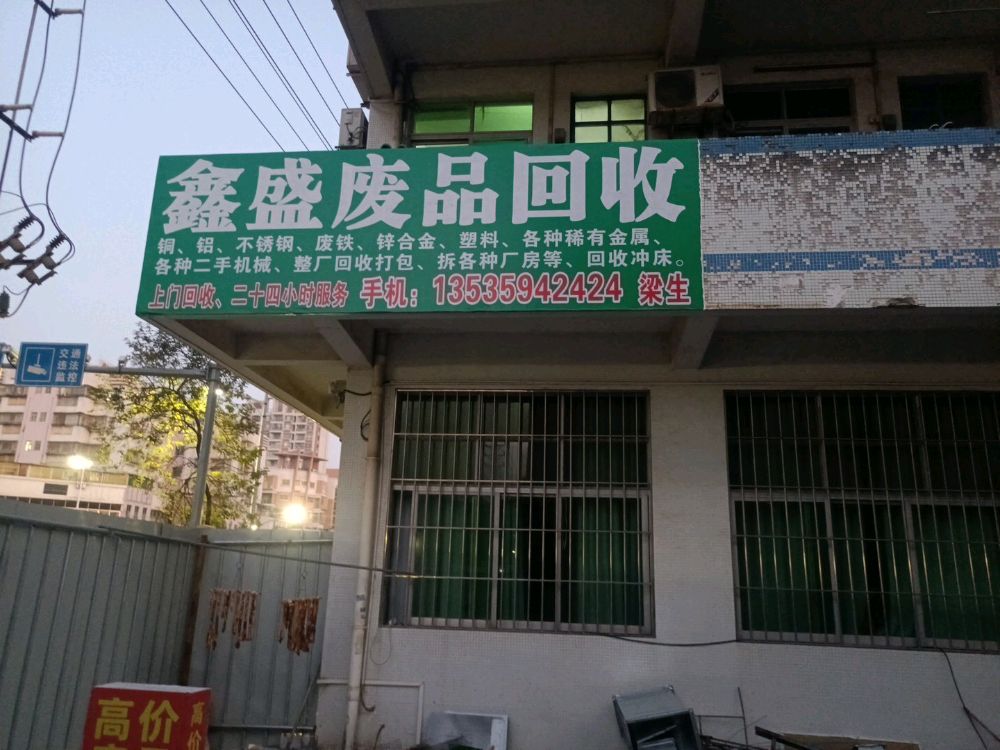 鑫盛废品回收
铜、铝、不锈钢、废铁、锌合金、塑料、各种稀有金属、
各种二手机械、整厂回收打包、拆各种厂房等、回收冲床。
上门回收、二十四小时服务 手机：13535942424 梁生
交通
违法
监控
高价
高价